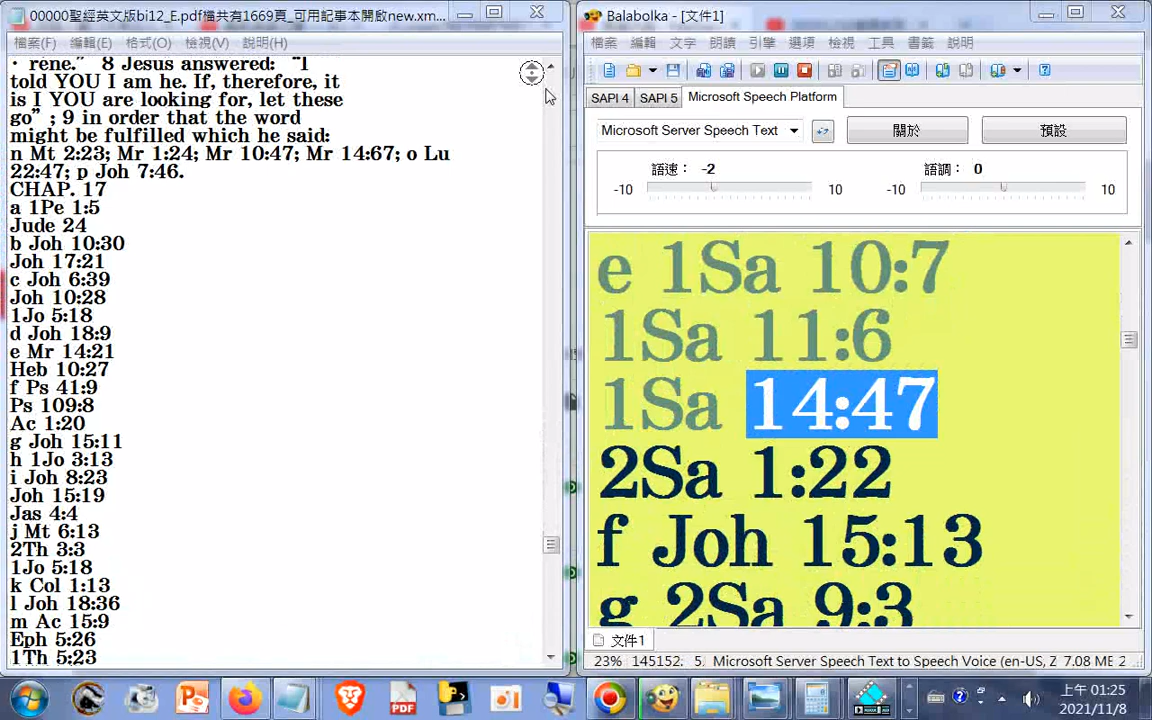 00000聖經英文版bi12_E.pdf檔共有1669頁_可用記事本開啟new.xm...
檔案(F) 編輯(E) 格式(O) 檢視(V) 說明(H)
· rene.” 8 Jesus answered: “I
told YOU I am he. If, therefore, it
is I YOU are looking for, let these
go” ; 9 in order that the word
might be fulfilled which he said:
n Mt 2:23; Mr 1:24; Mr 10:47; Mr 14:67; o Lu
22:47; p Joh 7:46.
CHAP. 17
a 1Pe 1:5
Jude 24
b Joh 10:30
Joh 17:21
c Joh 6:39
Joh 10:28
1Jo 5:18
d Joh 18:9
e Mr 14:21
Heb 10:27
f Ps 41:9
Ps 109:8
Ac 1:20
g Joh 15:11
h 1Jo 3:13
i Joh 8:23
Joh 15:19
Jas 4:4
j Mt 6:13
2Th 3:3
1Jo 5:18
k Col 1:13
l Joh 18:36
m Ac 15:9
Eph 5:26
1Th 5:23
Balabolka - [文件1]
檔案 編輯 文字 朗讀 引擎 選項 檢視 工具 書籤 說明
SAPI 4 SAPI 5 Microsoft Speech Platform
Microsoft Server Speech Text 關於 預設
語速： -2 語調： 0
-10 10 -10 10
e 1Sa 10:7
1Sa 11:6
1Sa 14:47
2Sa 1:22
f Joh 15:13
g 2Sa 9:3
文件1
23% 145152. 5. Microsoft Server Speech Text to Speech Voice (en-US, Z 7.08 ME 2
PDF
上午 01:25
2021/11/8